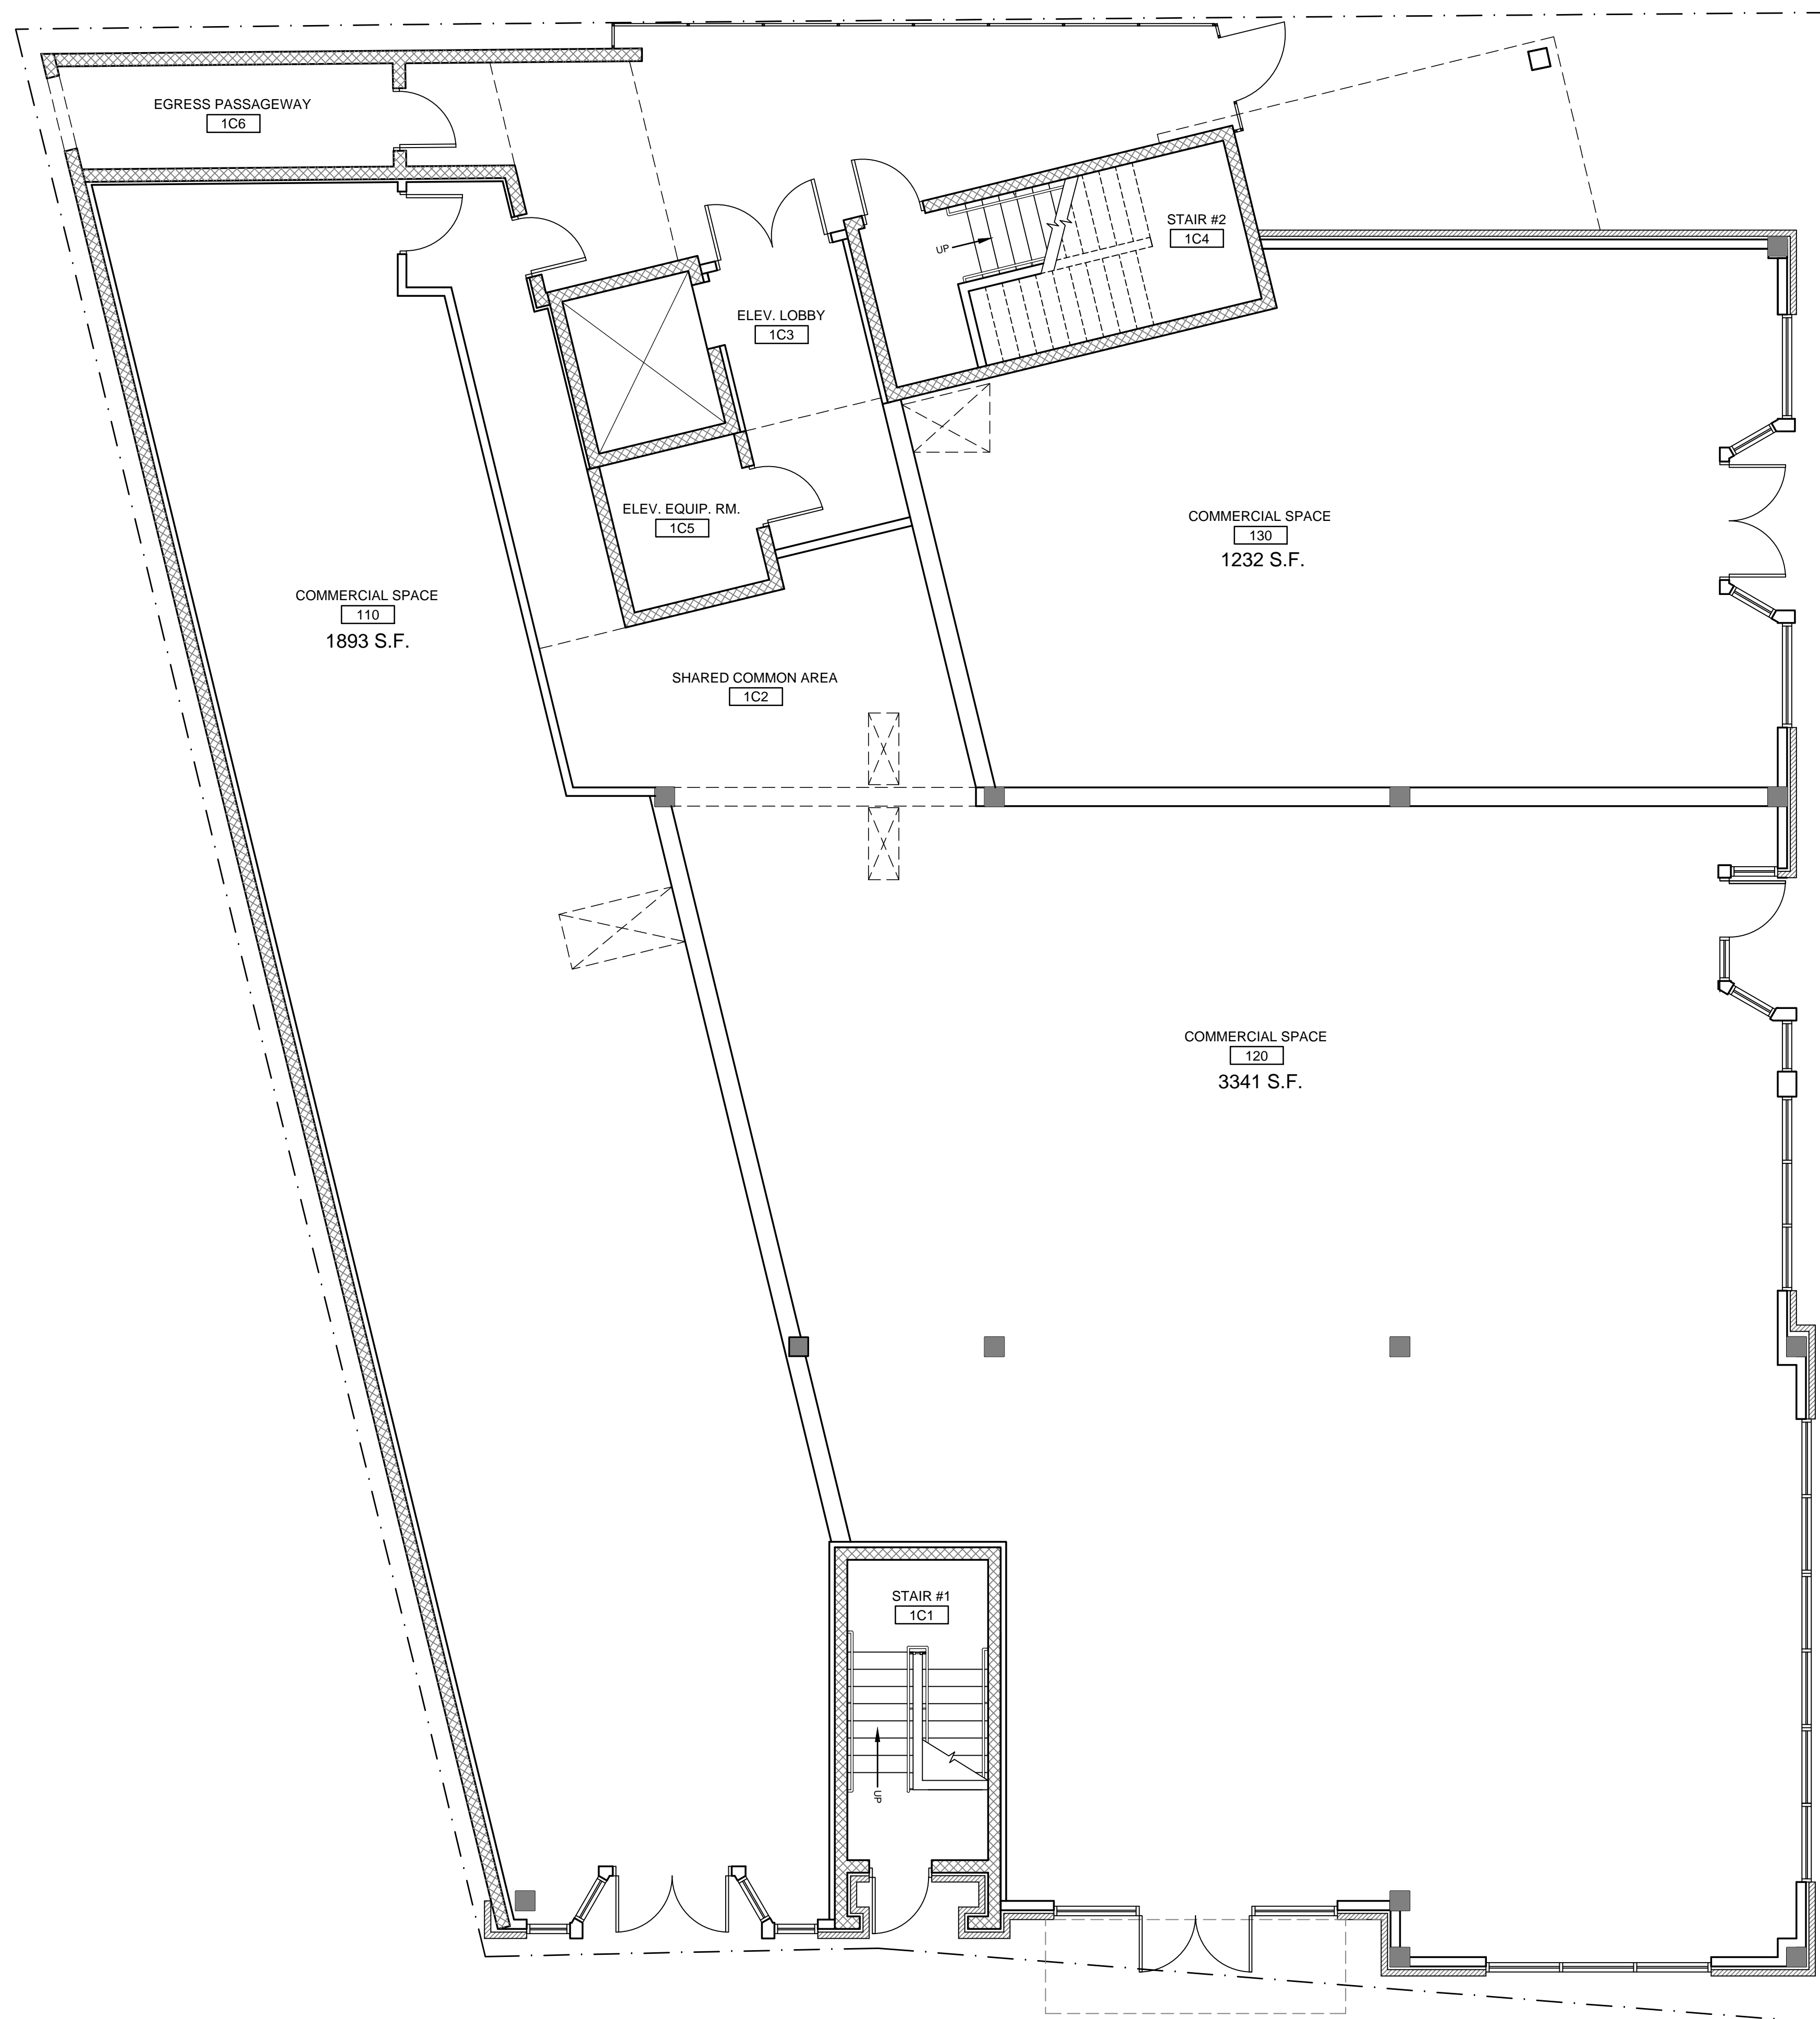 EGRESS PASSAGEWAY
1C6
STAIR #2
1C4
UP
ELEV. LOBBY
1C3
ELEV. EQUIP. RM.
1C5
COMMERCIAL SPACE
130
1232 S.F.
COMMERCIAL SPACE
110
1893 S.F.
SHARED COMMON AREA
1C2
COMMERCIAL SPACE
120
3341 S.F.
STAIR #1
1C1
UP